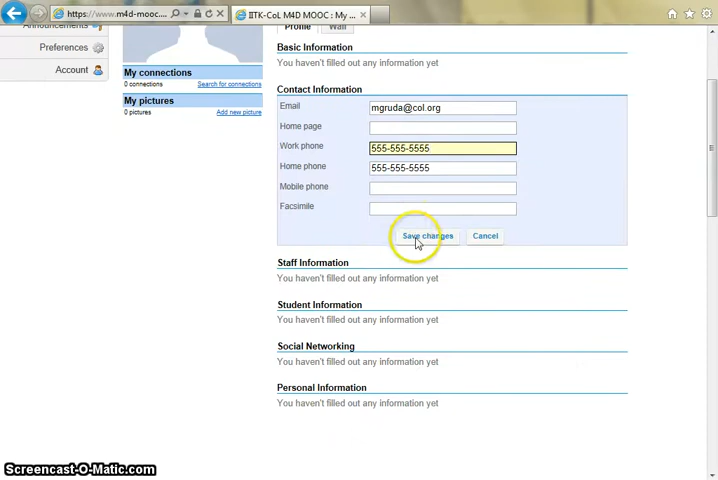 https://www.m4d-mooc.
IITK-CoL M4D MOOC : My ...
Announcements
Preferences
Account
My connections
0 connections
Search for connections
My pictures
0 pictures
Add new picture
Profile
Wall
Basic Information
You haven't filled out any information yet
Contact Information
Email
mgruda@col.org
Home page
Work phone
555-555-5555
Home phone
555-555-5555
Mobile phone
Facsimile
Save changes
Cancel
Staff Information
You haven't filled out any information yet
Student Information
You haven't filled out any information yet
Social Networking
You haven't filled out any information yet
Personal Information
You haven't filled out any information yet
Screencast-O-Matic.com